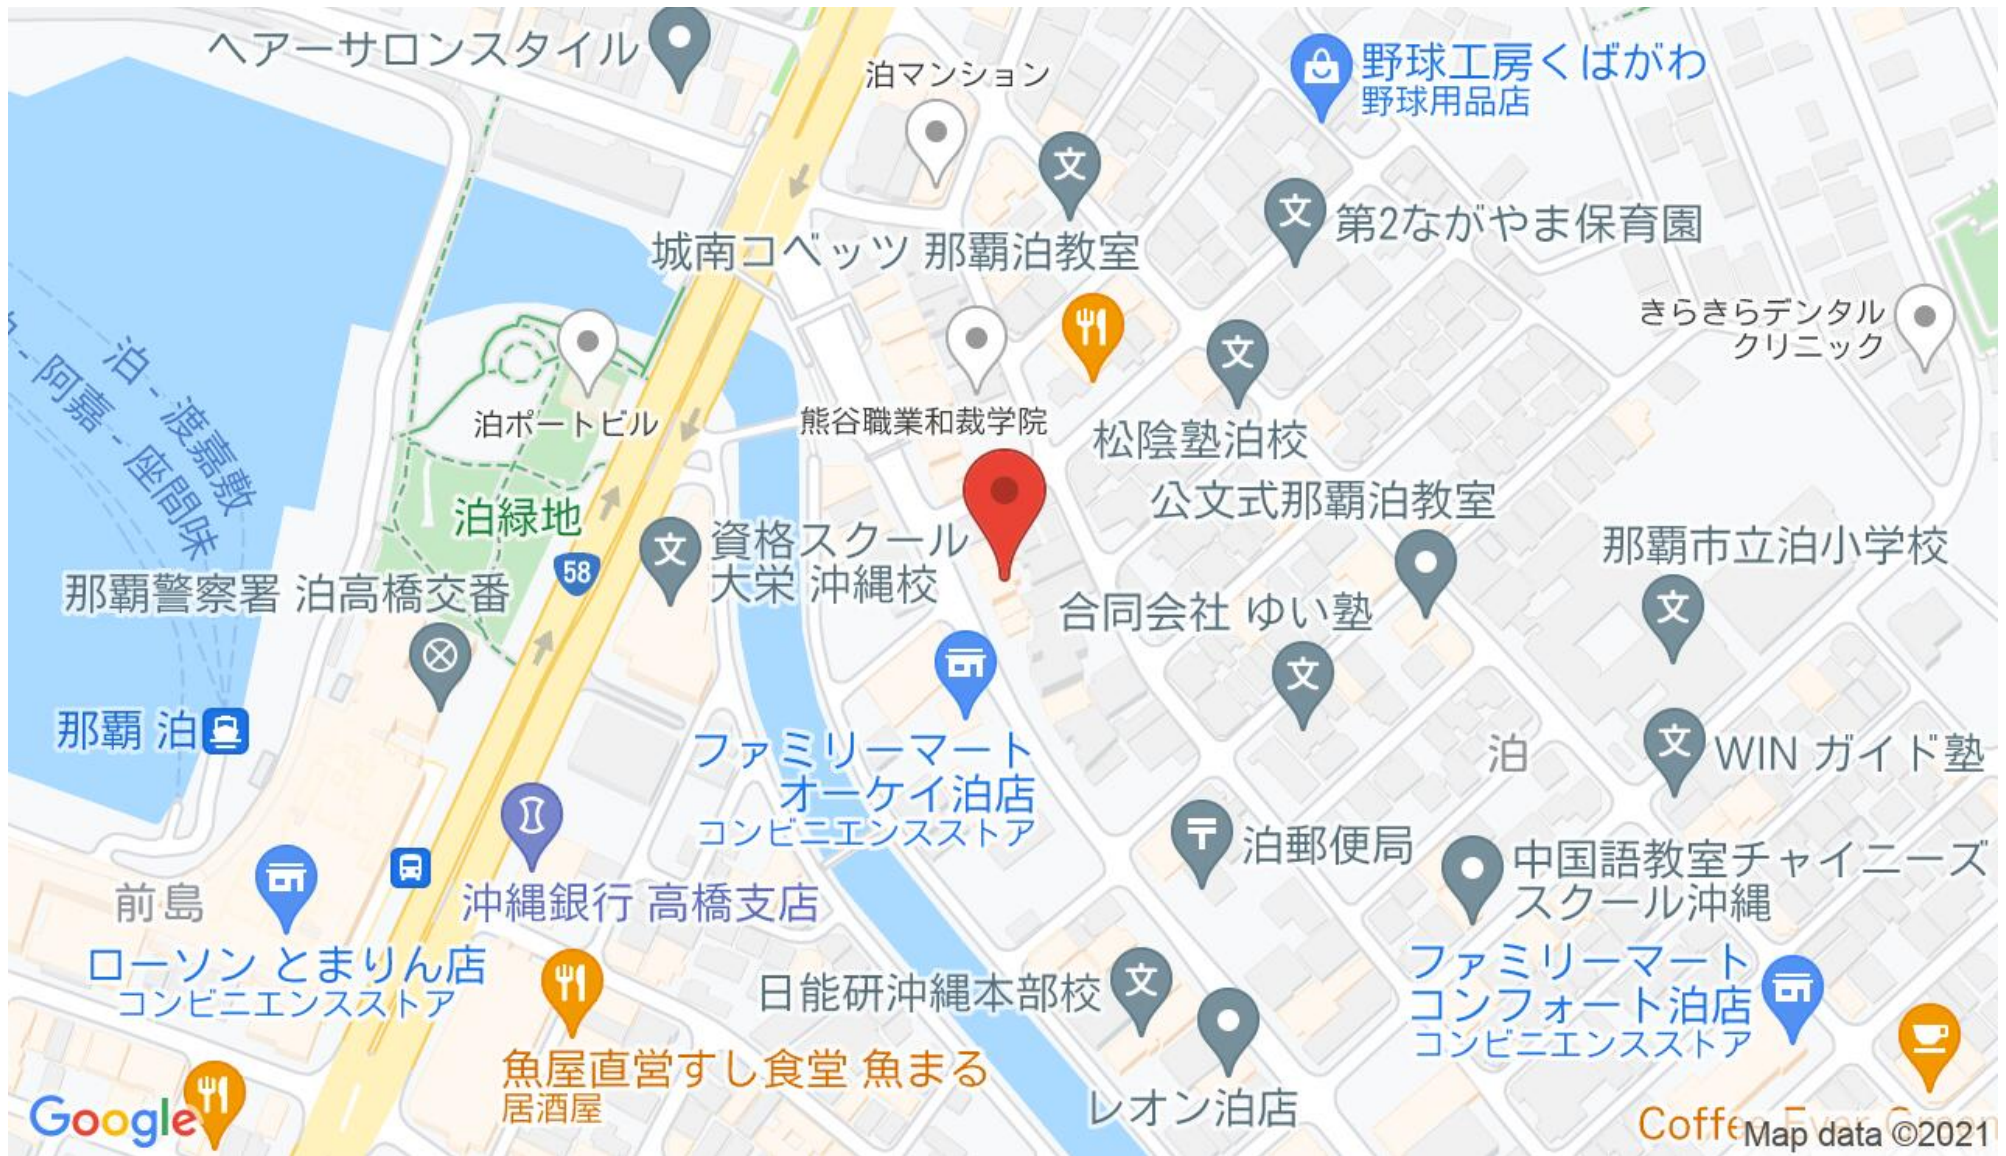 ヘアーサロンスタイル
泊マンション
野球工房くばがわ
野球用品店
文
文
第2ながやま保育園
城南コベッツ 那覇泊教室
きらきらデンタル
クリニック
泊 - 渡嘉敷
阿嘉 - 座間味
文
泊ポートビル
熊谷職業和裁学院
松陰塾泊校
公文式那覇泊教室
泊緑地
58
文
資格スクール
大栄 沖縄校
那覇市立泊小学校
那覇警察署 泊高橋交番
合同会社 ゆい塾
文
文
那覇 泊
ファミリーマート
オーケイ泊店
コンビニエンスストア
泊
文
WIN ガイド塾
泊郵便局
中国語教室チャイニーズ
スクール沖縄
前島
沖縄銀行 高橋支店
ローソン とまりん店
コンビニエンスストア
日能研沖縄本部校
文
ファミリーマート
コンフォート泊店
コンビニエンスストア
魚屋直営すし食堂 魚まる
居酒屋
レオン泊店
Google
Coffee Ever Green
Map data ©2021